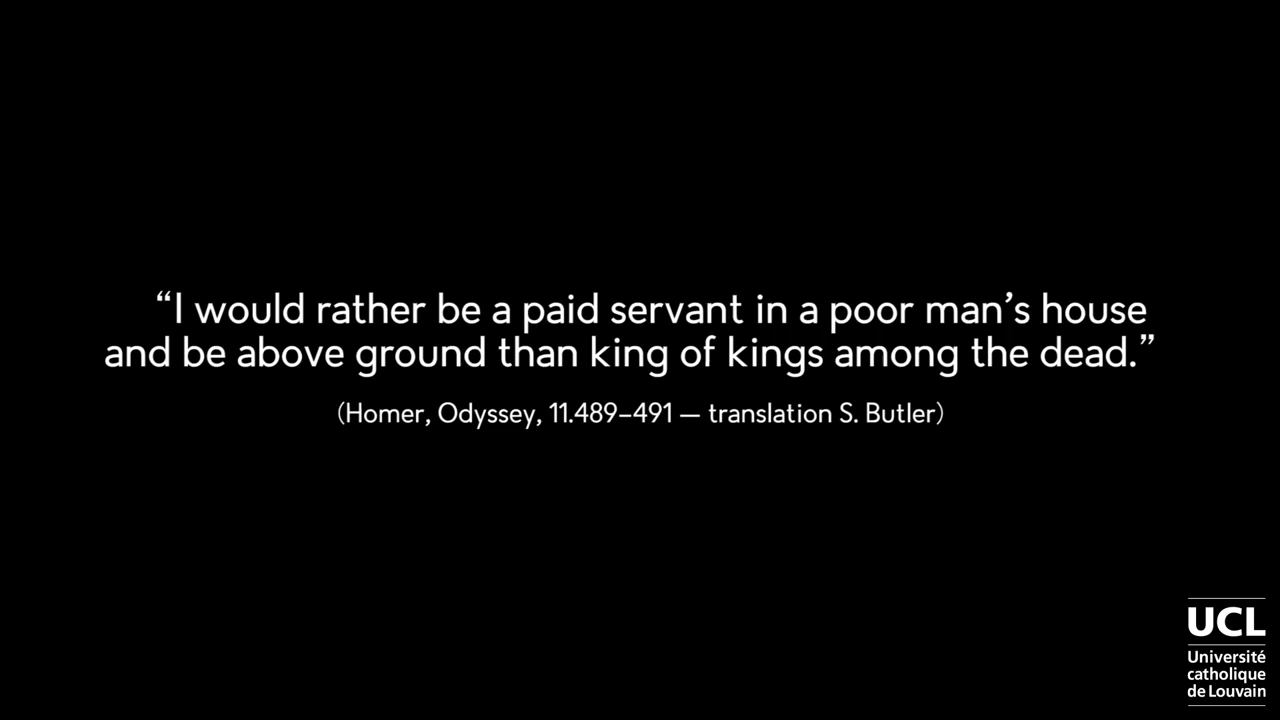 “I would rather be a paid servant in a poor man’s house
and be above ground than king of kings among the dead.”
(Homer, Odyssey, 11.489–491 — translation S. Butler)
UCL
Université
catholique
de Louvain